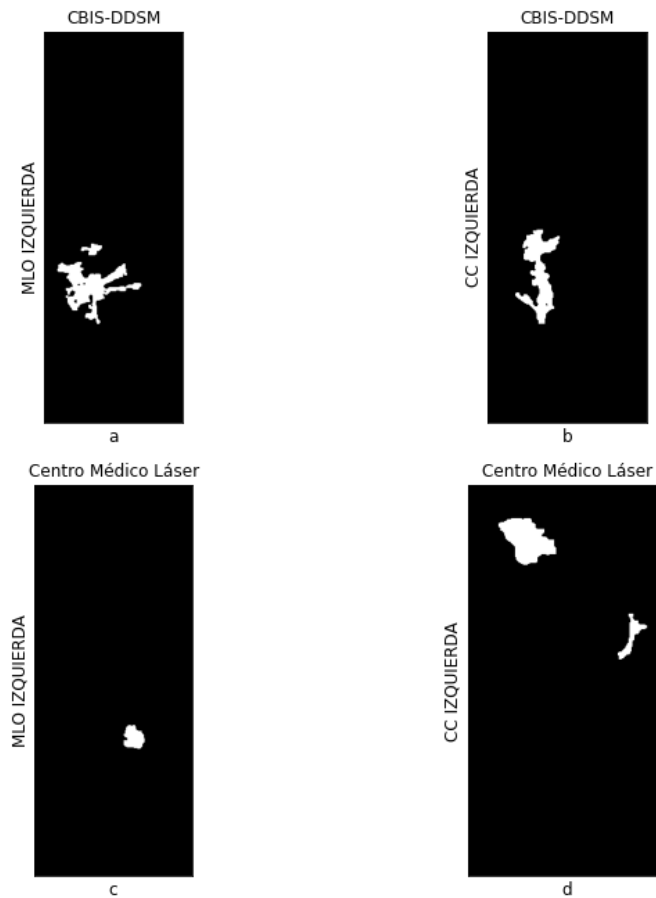 CBIS-DDSM
CBIS-DDSM
MLO IZQUIERDA
CC IZQUIERDA
a
b
Centro Médico Láser
Centro Médico Láser
MLO IZQUIERDA
CC IZQUIERDA
c
d